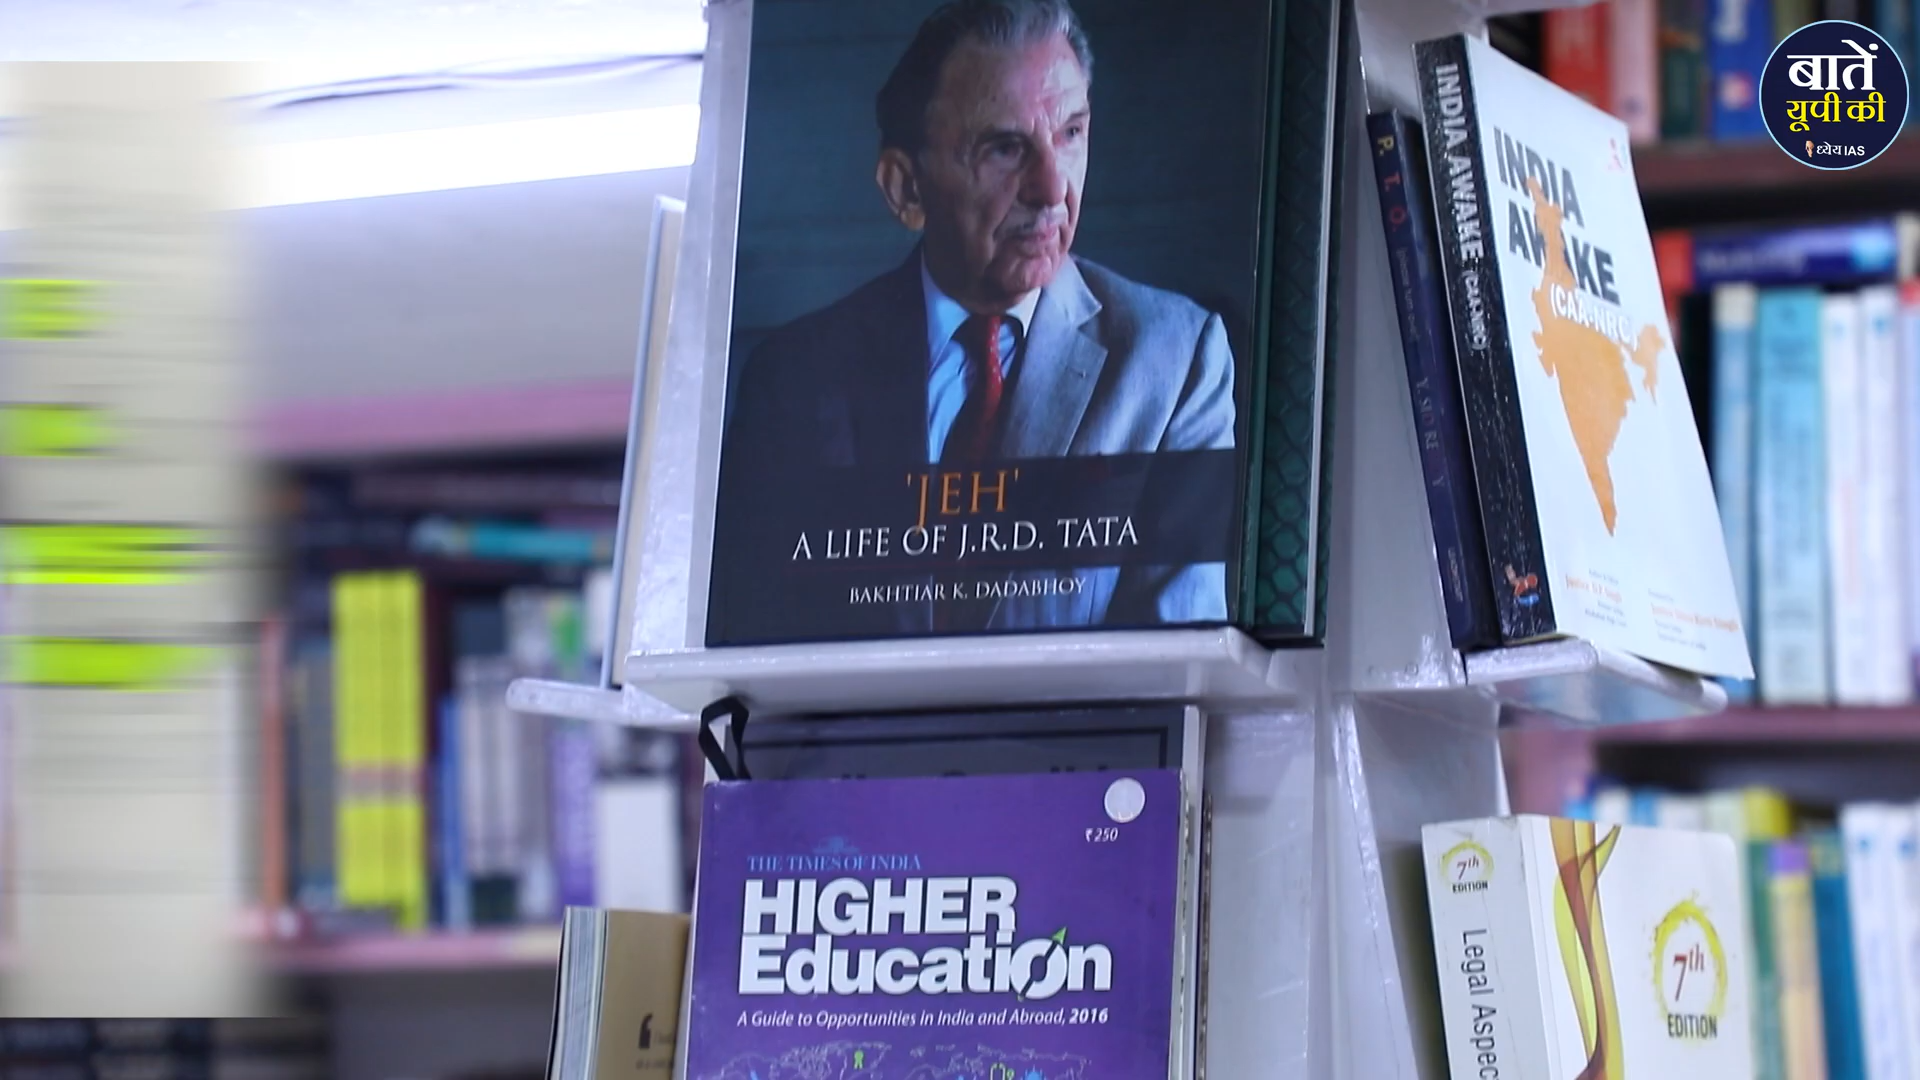 'JEH'
A LIFE OF J.R.D. TATA
BAKHTIAR K. DADABHOY
P. T. O.
INDIA AWAKE (CAA-NRC)
INDIA
AWAKE
(CAA-NRC)
बातें
यूपी की
ध्येय IAS
₹250
THE TIMES OF INDIA
HIGHER
Education
A Guide to Opportunities in India and Abroad, 2016
7th
EDITION
Legal Aspec
7th
EDITION